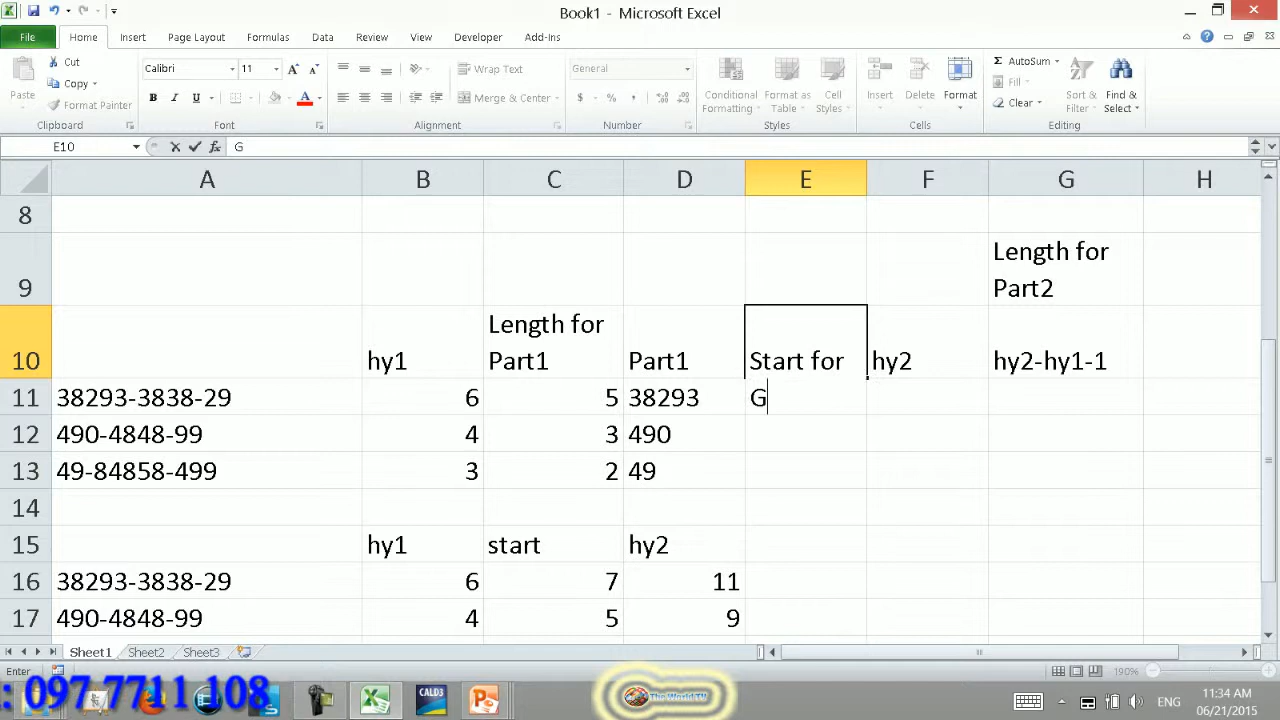 Book1 - Microsoft Excel
File Home Insert Page Layout Formulas Data Review View Developer Add-Ins
Paste
Cut
Copy
Format Painter
Clipboard
Calibri 11
B I U
Font
Wrap Text
Merge & Center
Alignment
General
$ % ,
Number
Conditional Formatting
Format as Table
Cell Styles
Styles
Insert
Delete
Format
Cells
AutoSum
Fill
Clear
Sort & Filter
Find & Select
Editing
E10 G
A B C D E F G H
8
9 Length for
Part2
10 hy1 Length for
Part1 Part1 Start for hy2 hy2-hy1-1
11 38293-3838-29 6 5 38293 G
12 490-4848-99 4 3 490
13 49-84858-499 3 2 49
14
15 hy1 start hy2
16 38293-3838-29 6 7 11
17 490-4848-99 4 5 9
Sheet1 Sheet2 Sheet3
Enter 190%
: 097 7711 108
CALD3
The World TV
ENG
11:34 AM
06/21/2015